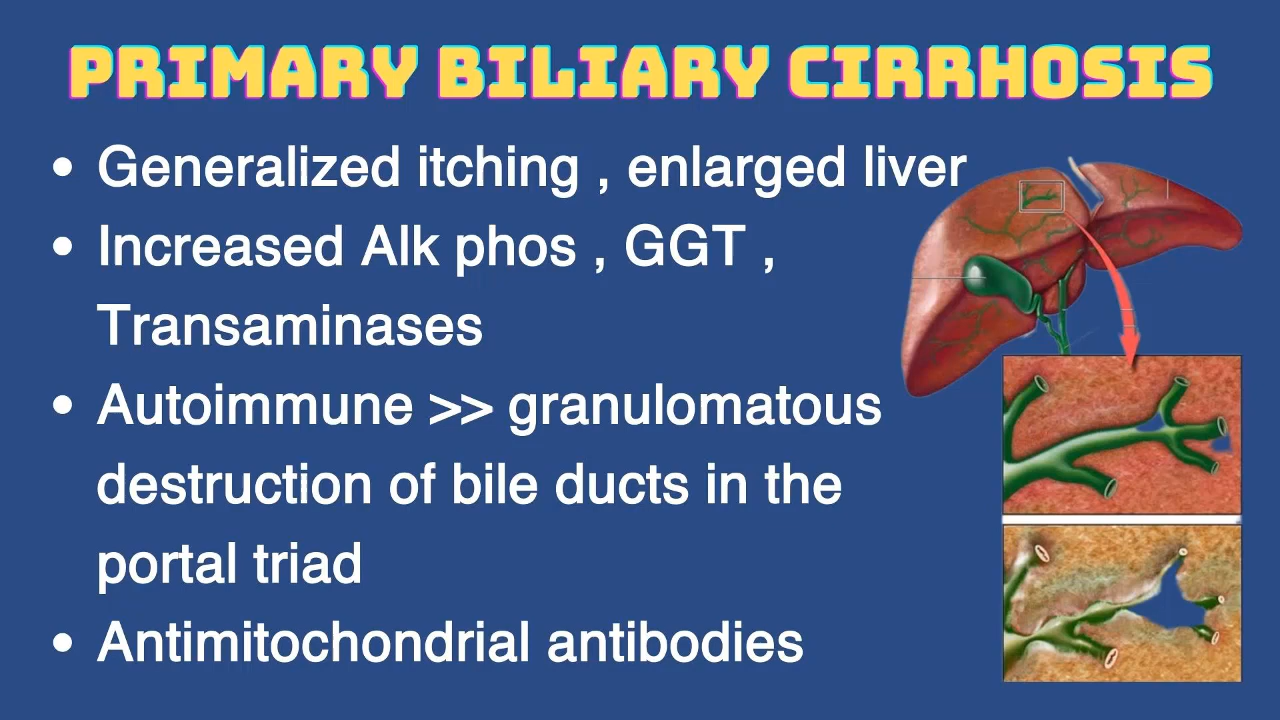 PRIMARY BILIARY CIRRHOSIS
• Generalized itching , enlarged liver
• Increased Alk phos , GGT ,
Transaminases
• Autoimmune >> granulomatous
destruction of bile ducts in the
portal triad
• Antimitochondrial antibodies